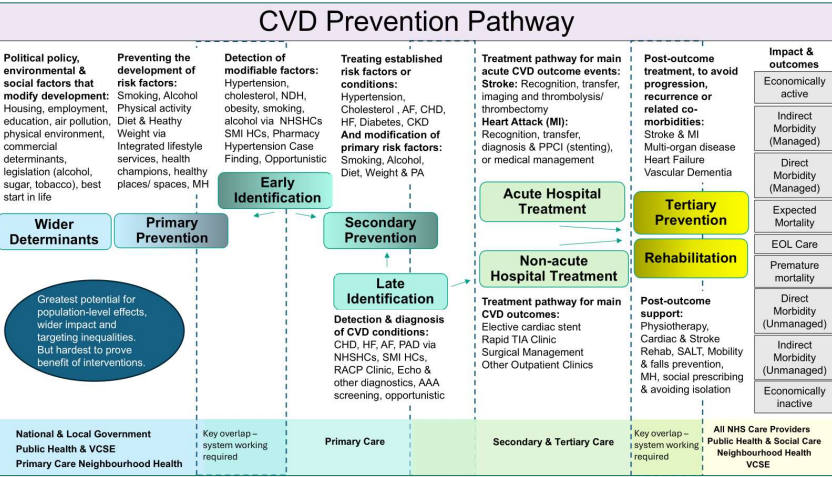 CVD Prevention Pathway
Political policy,
environmental &
social factors that
modify development:
Housing, employment,
education, air pollution,
physical environment,
commercial
determinants,
legislation (alcohol,
sugar, tobacco), best
start in life
Wider
Determinants
Preventing the
development of
risk factors:
Smoking, Alcohol
Physical activity
Diet & Heathy
Weight via
Integrated lifestyle
services, health
champions, healthy
places/ spaces, MH
Primary
Prevention
Detection of
modifiable factors:
Hypertension,
cholesterol, NDH,
obesity, smoking,
alcohol via NHSHCs
SMI HCs, Pharmacy
Hypertension Case
Finding, Opportunistic
Early
Identification
Treating established
risk factors or
conditions:
Hypertension,
Cholesterol , AF, CHD,
HF, Diabetes, CKD
And modification of
primary risk factors:
Smoking, Alcohol,
Diet, Weight & PA
Secondary
Prevention
Late
Identification
Detection & diagnosis
of CVD conditions:
CHD, HF, AF, PAD via
NHSHCs, SMI HCs,
RACP Clinic, Echo &
other diagnostics, AAA
screening, opportunistic
Treatment pathway for main
acute CVD outcome events:
Stroke: Recognition, transfer,
imaging and thrombolysis/
thrombectomy
Heart Attack (MI):
Recognition, transfer,
diagnosis & PPCI (stenting),
or medical management
Acute Hospital
Treatment
Non-acute
Hospital Treatment
Treatment pathway for main
CVD outcomes:
Elective cardiac stent
Rapid TIA Clinic
Surgical Management
Other Outpatient Clinics
Post-outcome
treatment, to avoid
progression,
recurrence or
related co-
morbidities:
Stroke & MI
Multi-organ disease
Heart Failure
Vascular Dementia
Tertiary
Prevention
Rehabilitation
Post-outcome
support:
Physiotherapy,
Cardiac & Stroke
Rehab, SALT, Mobility
& falls prevention,
MH, social prescribing
& avoiding isolation
Impact &
outcomes
Economically
active
Indirect
Morbidity
(Managed)
Direct
Morbidity
(Managed)
Expected
Mortality
EOL Care
Premature
mortality
Direct
Morbidity
(Unmanaged)
Indirect
Morbidity
(Unmanaged)
Economically
inactive
Greatest potential for
population-level effects,
wider impact and
targeting inequalities.
But hardest to prove
benefit of interventions.
National & Local Government
Public Health & VCSE
Primary Care Neighbourhood Health
Key overlap –
system working
required
Primary Care
Secondary & Tertiary Care
Key overlap –
system working
required
All NHS Care Providers
Public Health & Social Care
Neighbourhood Health
VCSE